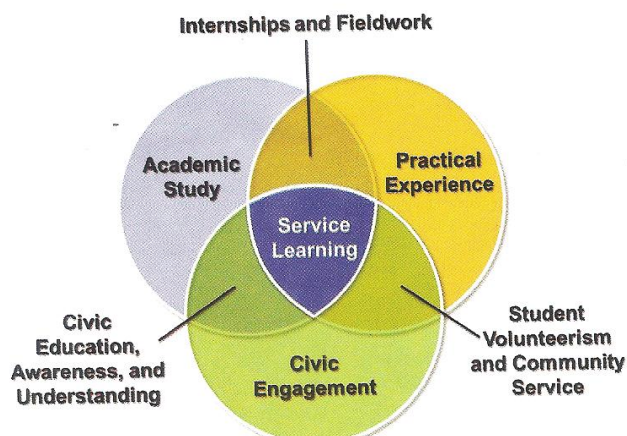 Internships and Fieldwork
Academic
Study
Practical
Experience
Service
Learning
Civic
Education,
Awareness, and
Understanding
Civic
Engagement
Student
Volunteerism
and Community
Service